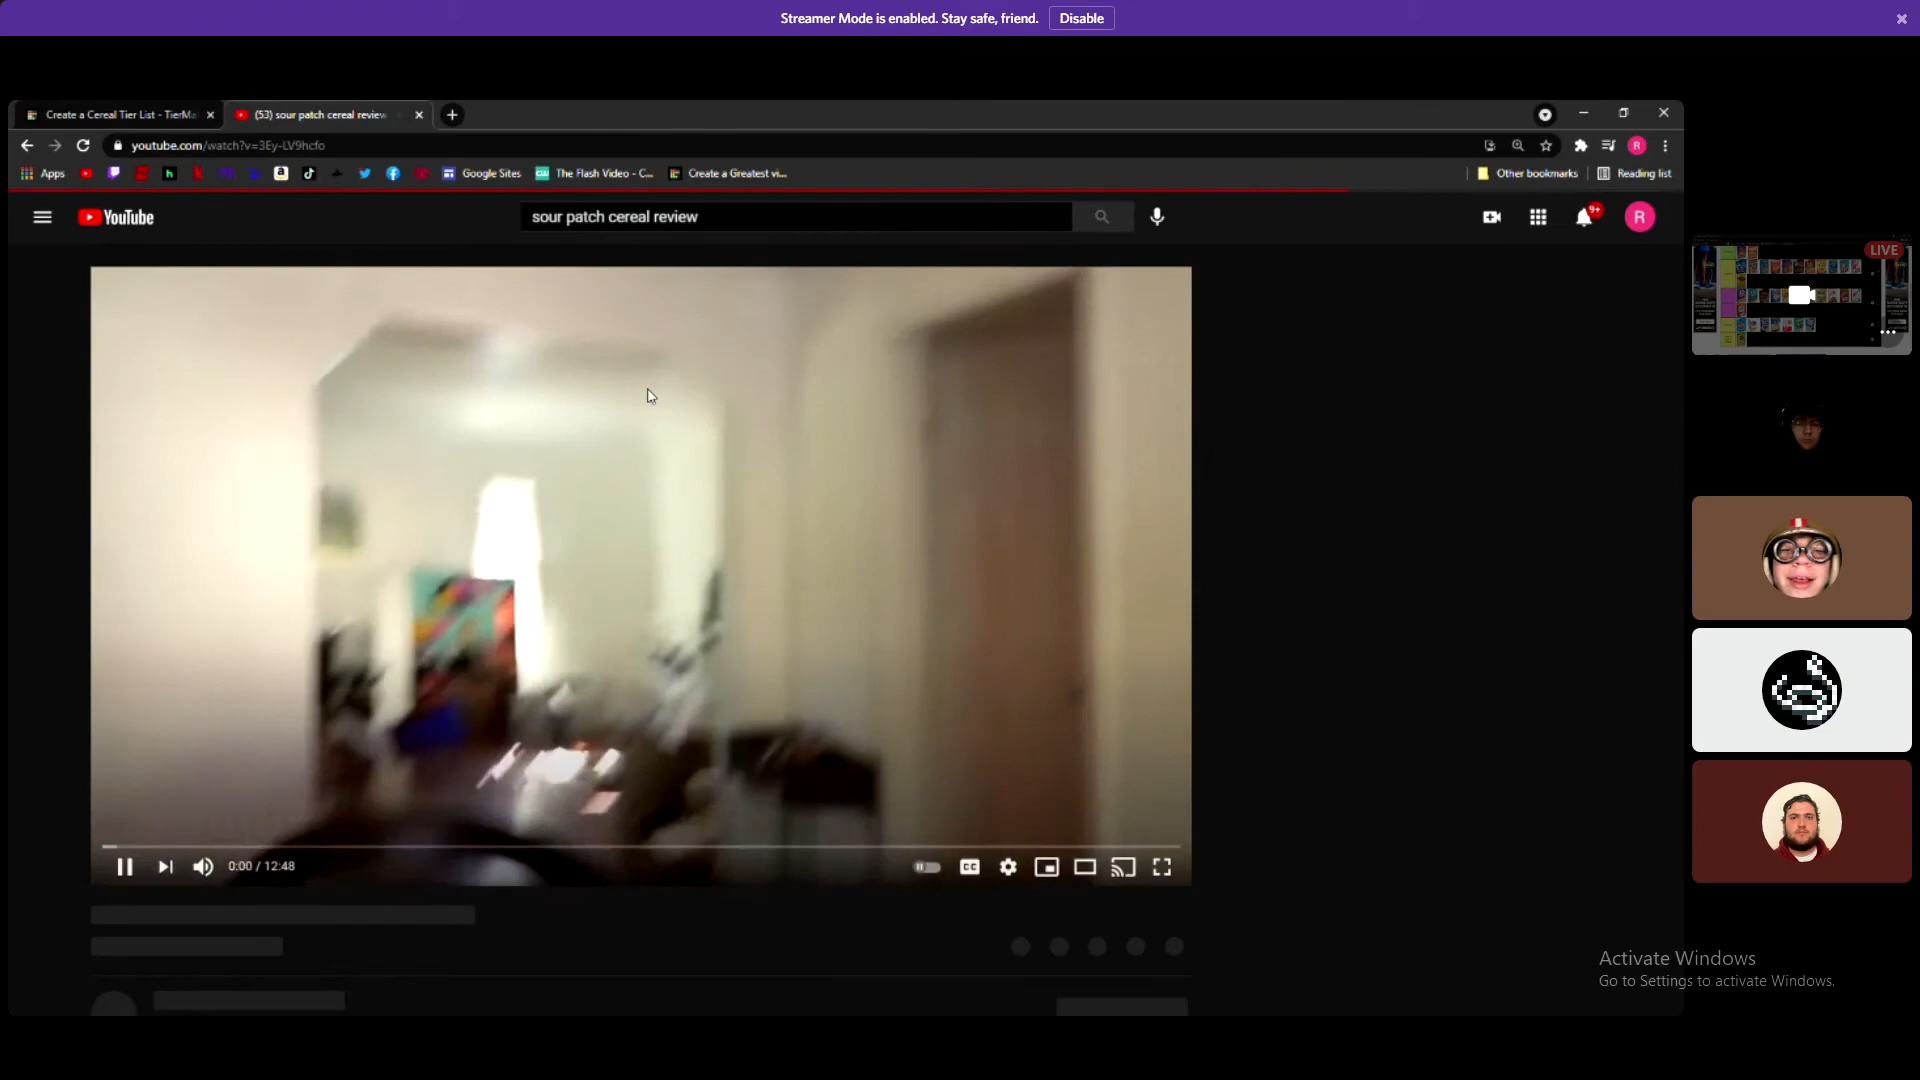 Streamer Mode is enabled. Stay safe, friend. Disable
Create a Cereal Tier List - TierMa
(53) sour patch cereal review
youtube.com/watch?v=3Ey-LV9hcfo
R
Apps
Google Sites
The Flash Video - C...
Create a Greatest vi...
Other bookmarks
Reading list
YouTube
sour patch cereal review
9+
R
LIVE
0:00 / 12:48
CC
Activate Windows
Go to Settings to activate Windows.